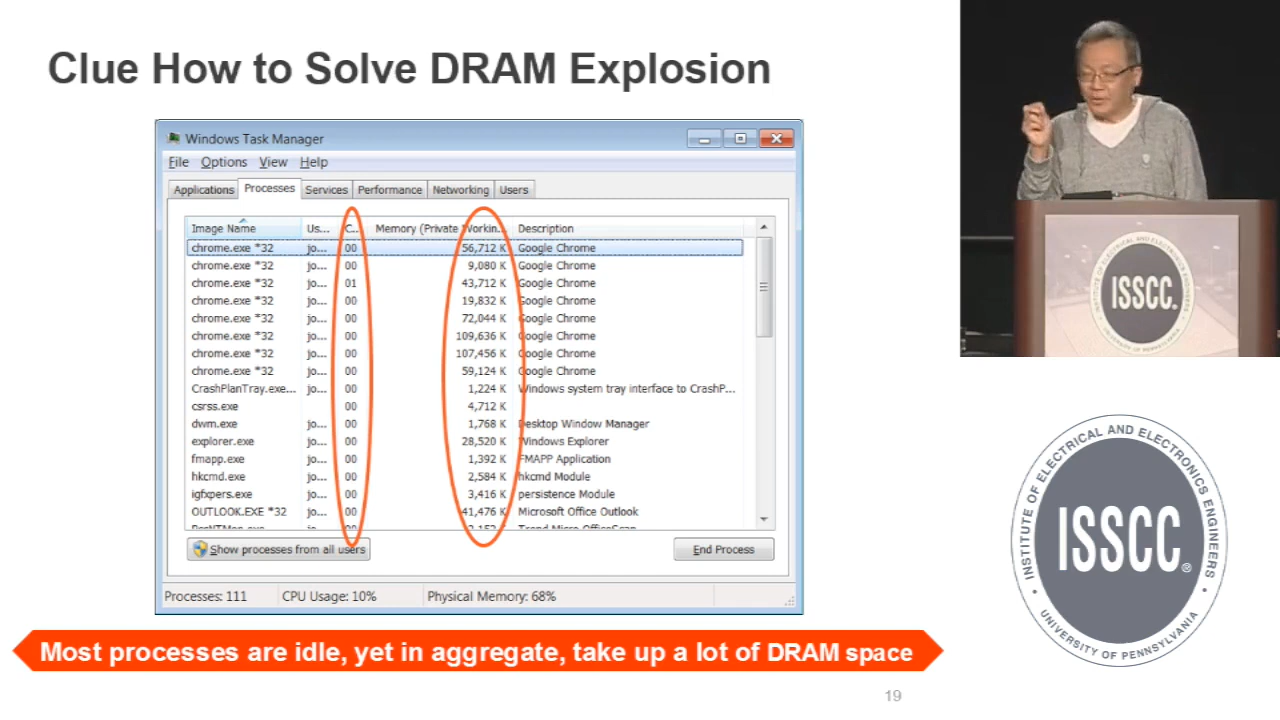 Clue How to Solve DRAM Explosion
Windows Task Manager
File Options View Help
Applications Processes Services Performance Networking Users
Image Name Us... C... Memory (Private Workin... Description
chrome.exe *32 jo... 00 56,712 K Google Chrome
chrome.exe *32 jo... 00 9,080 K Google Chrome
chrome.exe *32 jo... 01 43,712 K Google Chrome
chrome.exe *32 jo... 00 19,832 K Google Chrome
chrome.exe *32 jo... 00 72,044 K Google Chrome
chrome.exe *32 jo... 00 109,636 K Google Chrome
chrome.exe *32 jo... 00 107,456 K Google Chrome
chrome.exe *32 jo... 00 59,124 K Google Chrome
CrashPlanTray.exe... jo... 00 1,224 K Windows system tray interface to CrashP...
csrss.exe 00 4,712 K
dwm.exe jo... 00 1,768 K Desktop Window Manager
explorer.exe jo... 00 28,520 K Windows Explorer
fmapp.exe jo... 00 1,392 K FMAPP Application
hkcmd.exe jo... 00 2,584 K hkcmd Module
igfxpers.exe jo... 00 3,416 K persistence Module
OUTLOOK.EXE *32 jo... 00 41,476 K Microsoft Office Outlook
Show processes from all users End Process
Processes: 111 CPU Usage: 10% Physical Memory: 68%
Most processes are idle, yet in aggregate, take up a lot of DRAM space
19
INSTITUTE OF ELECTRICAL AND ELECTRONICS ENGINEERS
ISSCC®
UNIVERSITY OF PENNSYLVANIA
INSTITUTE OF ELECTRICAL AND ELECTR
ENGINEERS
ISSCC.
UNIVERSITY OF PENNSYLVANIA